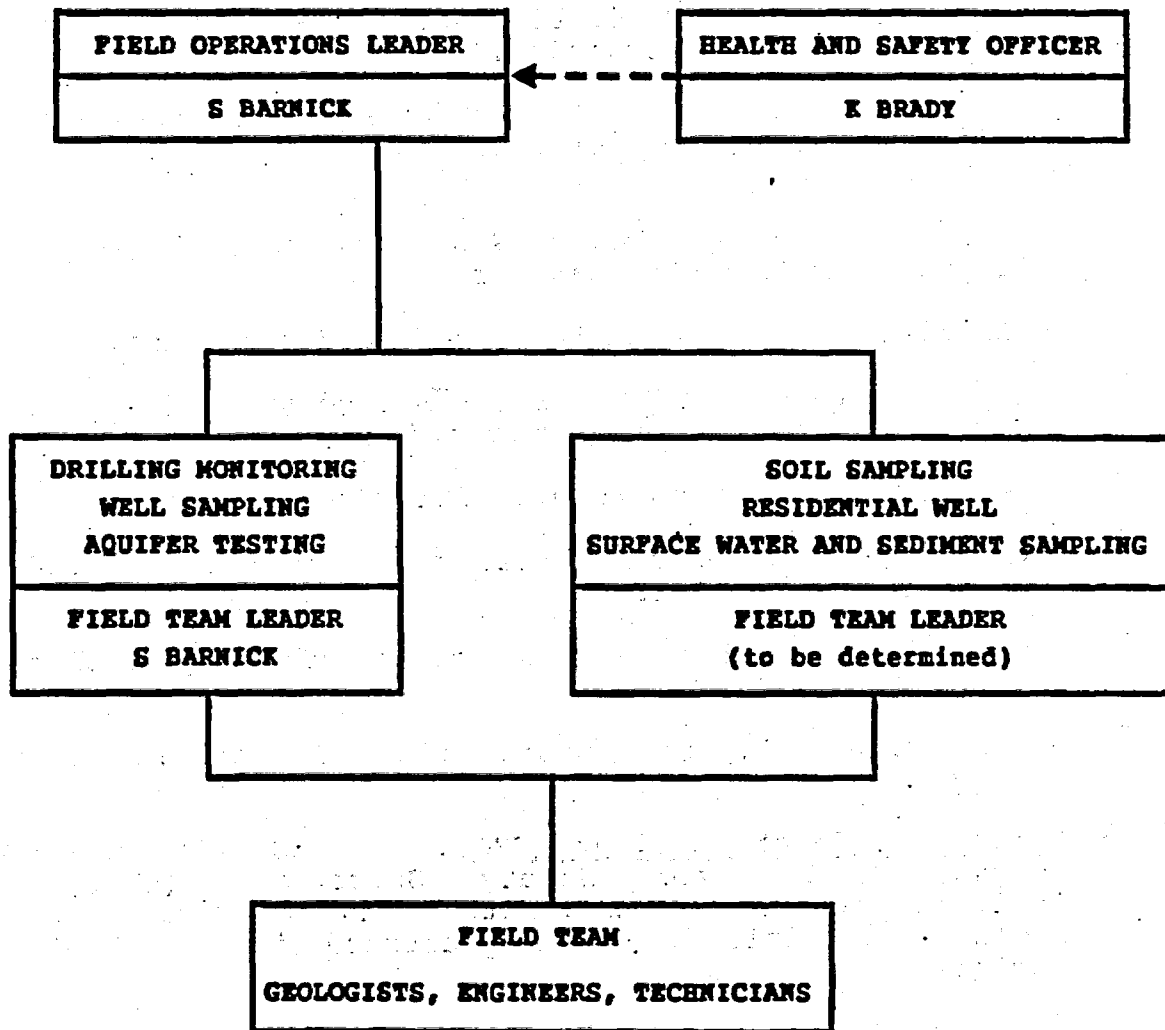 FIELD OPERATIONS LEADER
S BARNICK
HEALTH AND SAFETY OFFICER
K BRADY
DRILLING MONITORING
WELL SAMPLING
AQUIFER TESTING
FIELD TEAM LEADER
S BARNICK
SOIL SAMPLING
RESIDENTIAL WELL
SURFACE WATER AND SEDIMENT SAMPLING
FIELD TEAM LEADER
(to be determined)
FIELD TEAM
GEOLOGISTS, ENGINEERS, TECHNICIANS